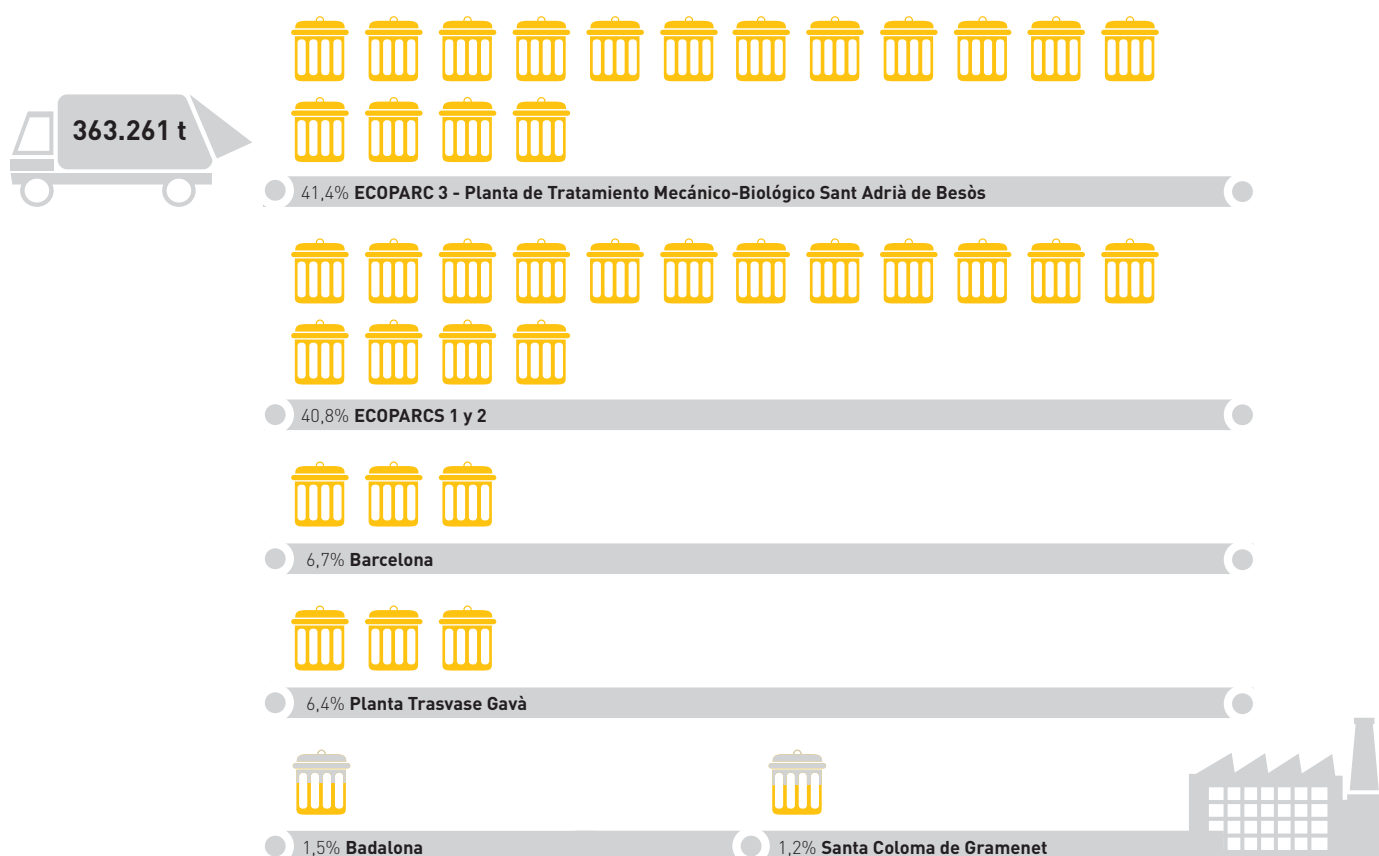 363.261 t
41,4% ECOPARC 3 - Planta de Tratamiento Mecánico-Biológico Sant Adrià de Besòs
40,8% ECOPARCS 1 y 2
6,7% Barcelona
6,4% Planta Trasvase Gavà
1,5% Badalona
1,2% Santa Coloma de Gramenet